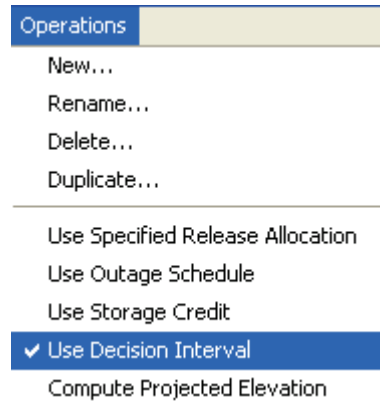 Operations
New...
Rename...
Delete...
Duplicate...
Use Specified Release Allocation
Use Outage Schedule
Use Storage Credit
Use Decision Interval
Compute Projected Elevation